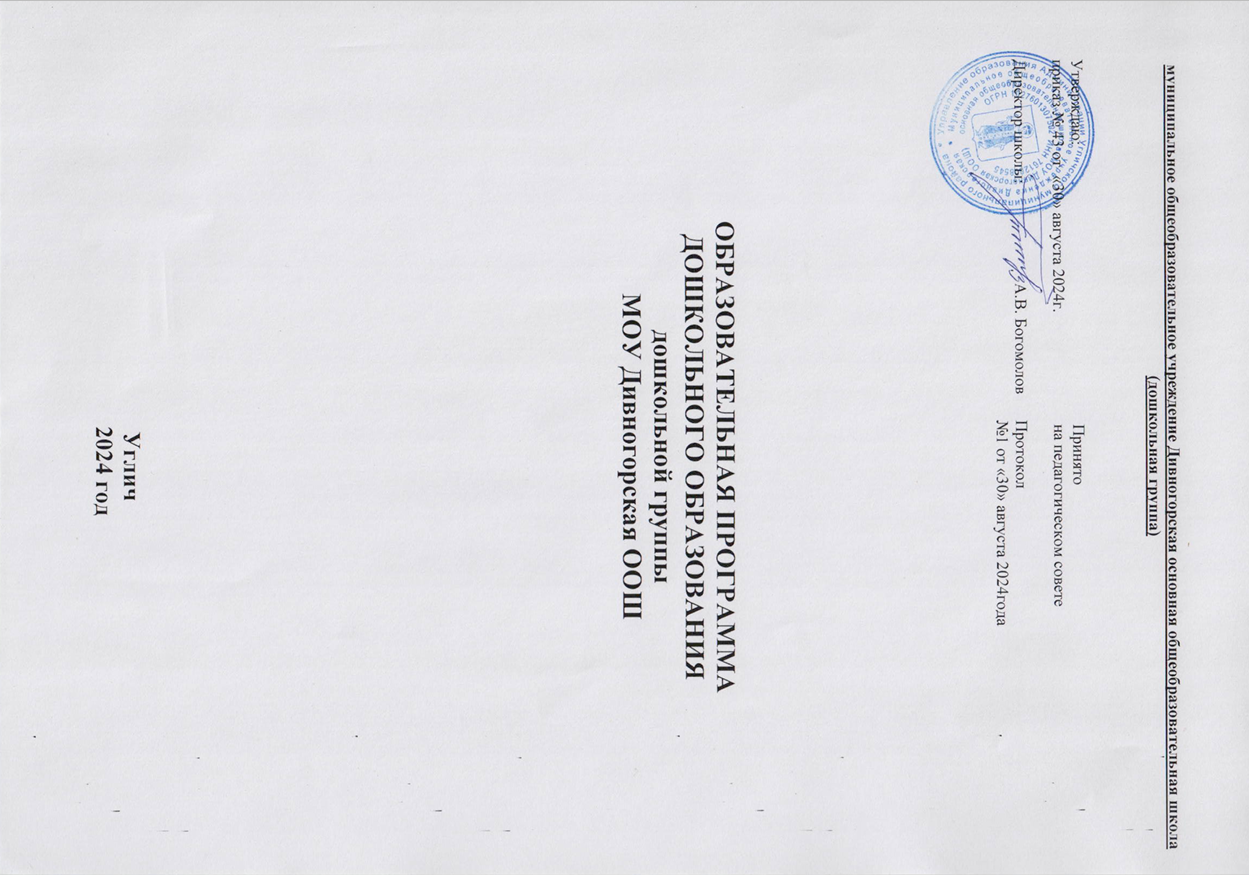 муниципальное общеобразовательное учреждение Дивногорская основная общеобразовательная школа
(дошкольная группа)
Утверждаю:
приказ № 43 от «30» августа 2024г.
Директор школы: А.В. Богомолов
Принято
на педагогическом совете
Протокол
№1 от «30» августа 2024года
ОБРАЗОВАТЕЛЬНАЯ ПРОГРАММА
ДОШКОЛЬНОГО ОБРАЗОВАНИЯ
дошкольной группы
МОУ Дивногорская ООШ
Углич
2024 год